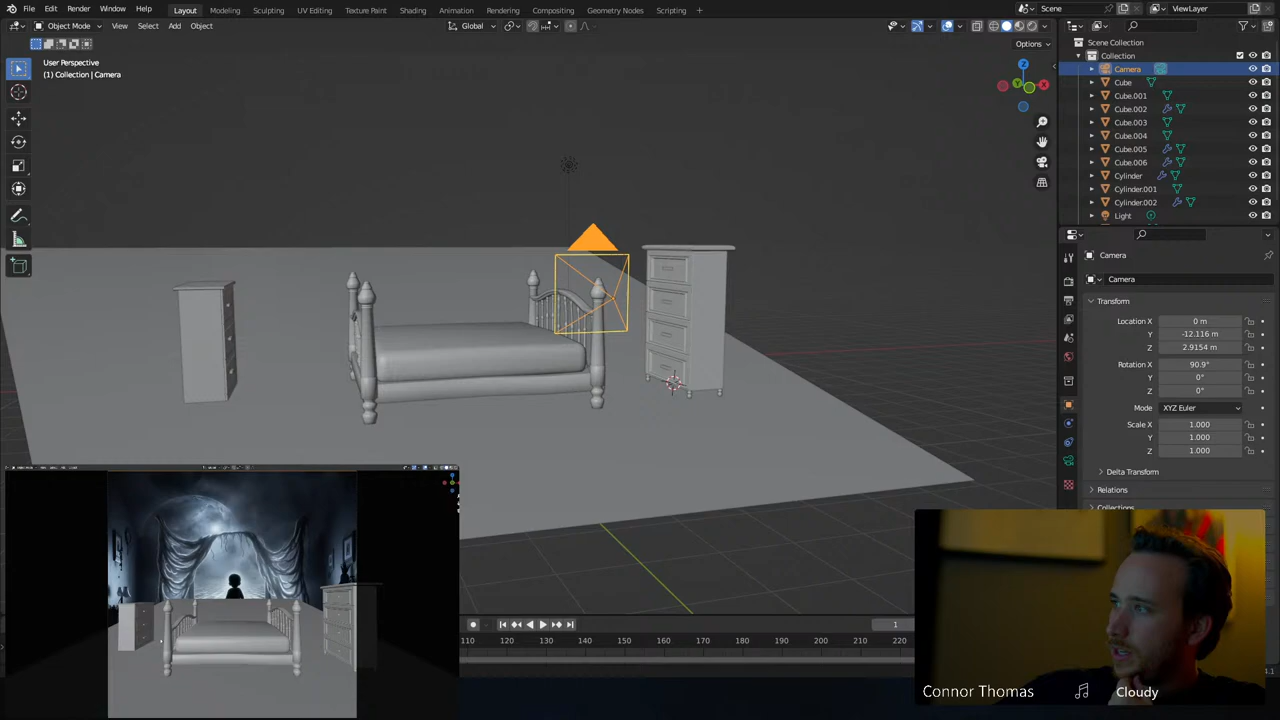 File Edit Render Window Help Layout Modeling Sculpting UV Editing Texture Paint Shading Animation Rendering Compositing Geometry Nodes Scripting + Scene ViewLayer
Object Mode View Select Add Object Global
Options
User Perspective
(1) Collection | Camera
Z
Y
X
Scene Collection
Collection
Camera
Cube
Cube.001
Cube.002
Cube.003
Cube.004
Cube.005
Cube.006
Cylinder
Cylinder.001
Cylinder.002
Light
Camera
Camera
Transform
Location X 0 m
Y -12.116 m
Z 2.9154 m
Rotation X 90.9°
Y 0°
Z 0°
Mode XYZ Euler
Scale X 1.000
Y 1.000
Z 1.000
Delta Transform
Relations
Collections
1
110 120 130 140 150 160 170 180 190 200 210 220
Connor Thomas Cloudy